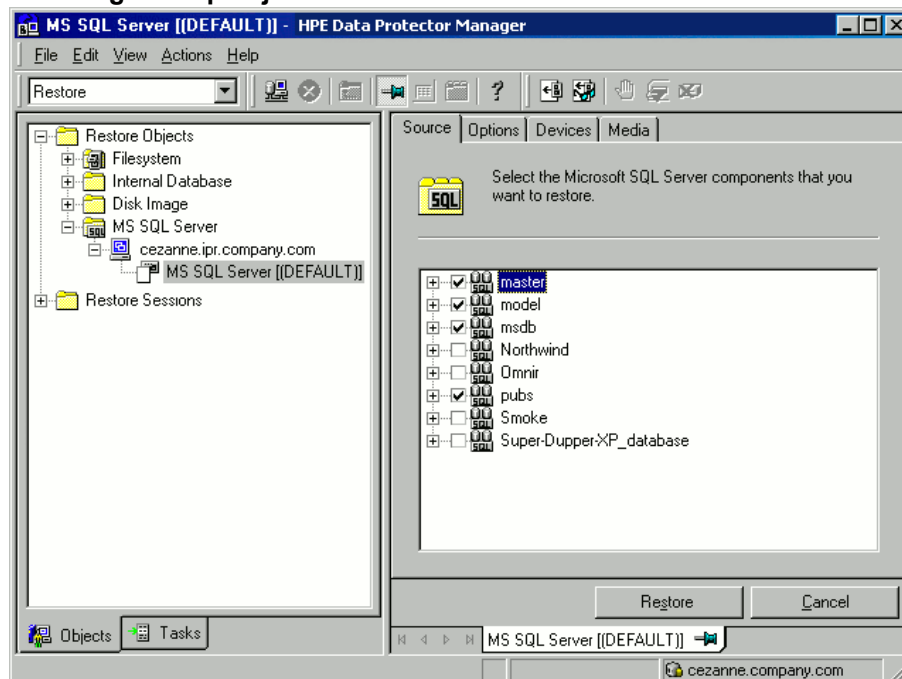 MS SQL Server [(DEFAULT)] - HPE Data Protector Manager
File Edit View Actions Help
Restore
Restore Objects
Filesystem
Internal Database
Disk Image
MS SQL Server
cezanne.ipr.company.com
MS SQL Server [(DEFAULT)]
Restore Sessions
Objects Tasks
Source Options Devices Media
SQL
Select the Microsoft SQL Server components that you
want to restore.
master
model
msdb
Northwind
Omnir
pubs
Smoke
Super-Dupper-XP_database
Restore Cancel
MS SQL Server [(DEFAULT)]
cezanne.company.com